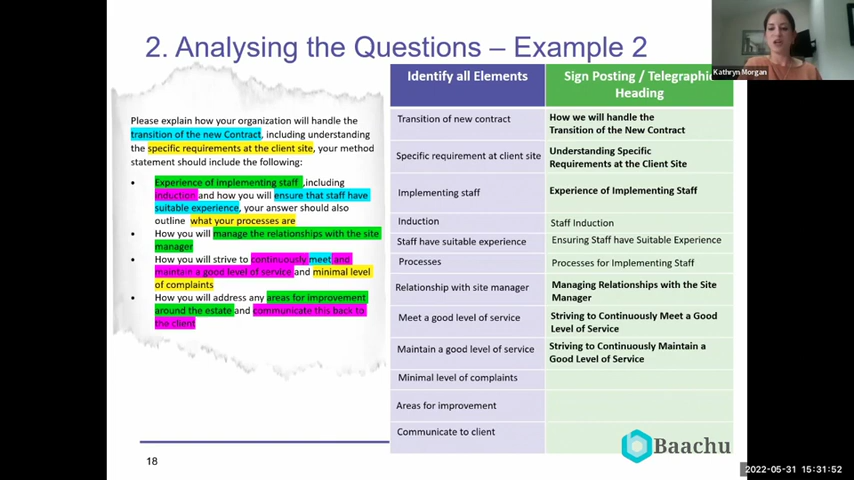 2. Analysing the Questions – Example 2
Kathryn Morgan
Please explain how your organization will handle the
transition of the new Contract, including understanding
the specific requirements at the client site, your method
statement should include the following:
• Experience of implementing staff ,including
induction and how you will ensure that staff have
suitable experience, your answer should also
outline what your processes are
• How you will manage the relationships with the site
manager
• How you will strive to continuously meet and
maintain a good level of service and minimal level
of complaints
• How you will address any areas for improvement
around the estate and communicate this back to
the client
Identify all Elements
Sign Posting / Telegraphic
Heading
Transition of new contract
How we will handle the
Transition of the New Contract
Specific requirement at client site
Understanding Specific
Requirements at the Client Site
Implementing staff
Experience of Implementing Staff
Induction
Staff Induction
Staff have suitable experience
Ensuring Staff have Suitable Experience
Processes
Processes for Implementing Staff
Relationship with site manager
Managing Relationships with the Site
Manager
Meet a good level of service
Striving to Continuously Meet a Good
Level of Service
Maintain a good level of service
Striving to Continuously Maintain a
Good Level of Service
Minimal level of complaints
Areas for improvement
Communicate to client
Baachu
18
2022-05-31 15:31:52